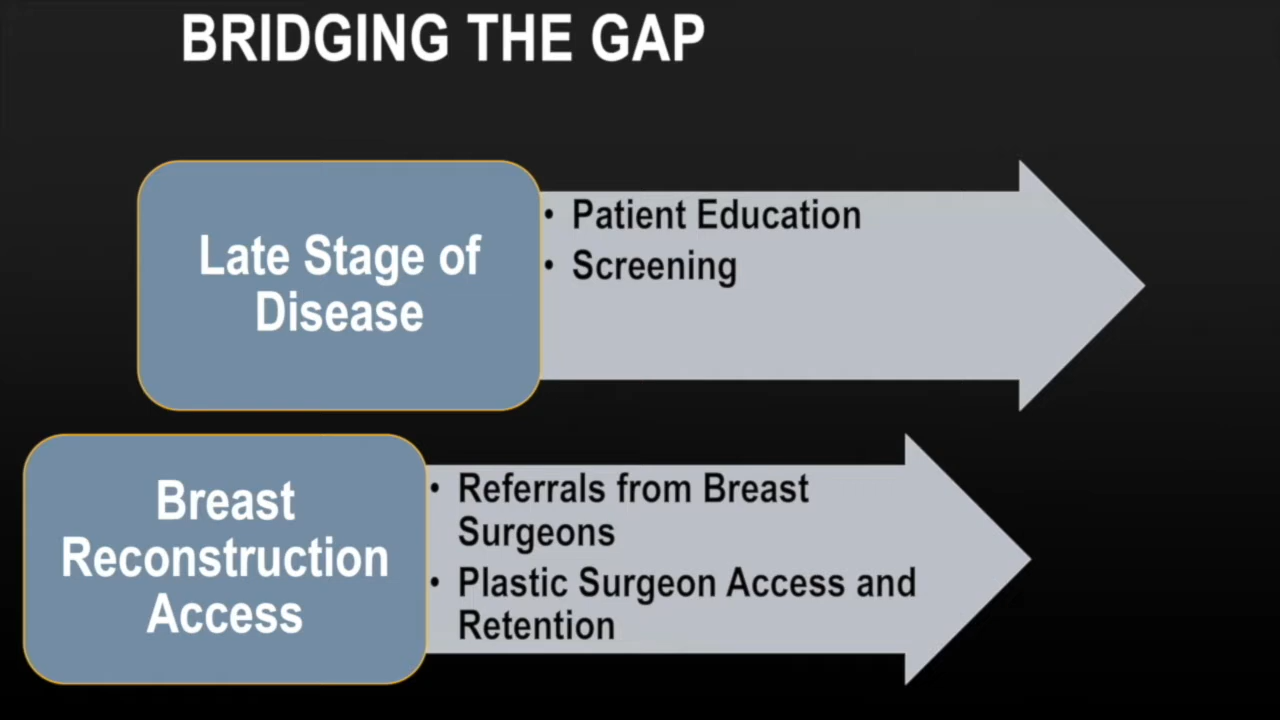 BRIDGING THE GAP
Late Stage of
Disease
• Patient Education
• Screening
Breast
Reconstruction
Access
• Referrals from Breast
Surgeons
• Plastic Surgeon Access and
Retention